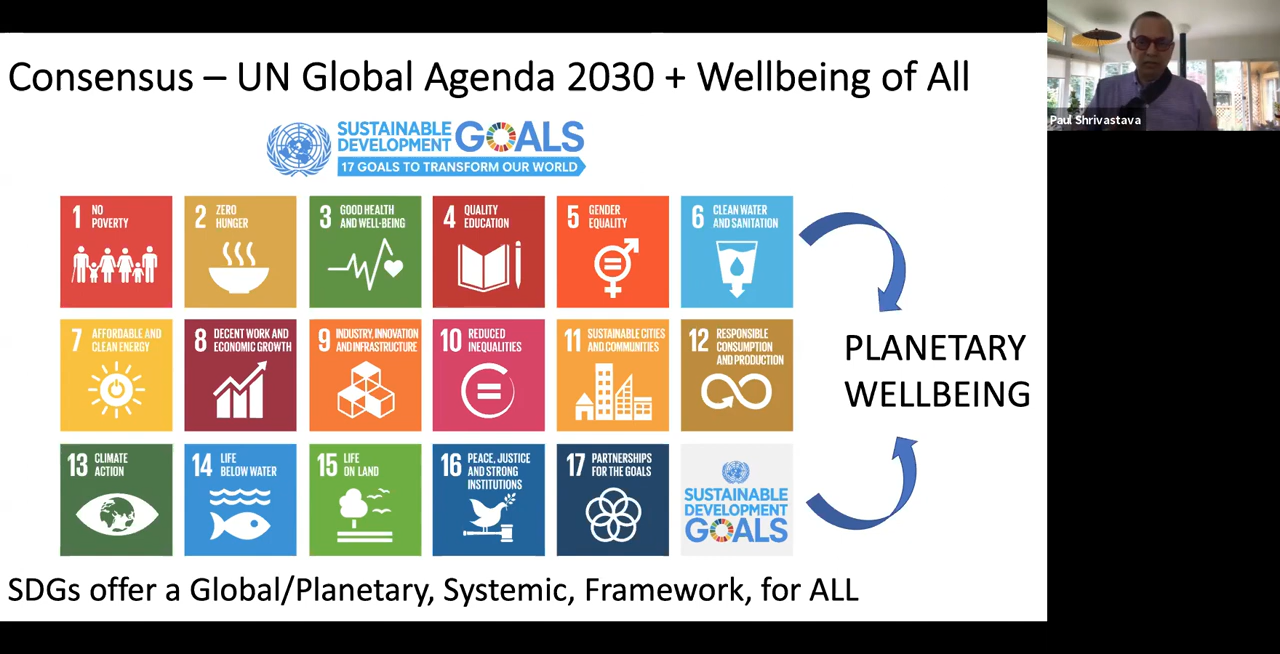 Consensus – UN Global Agenda 2030 + Wellbeing of All
SUSTAINABLE
DEVELOPMENT
GOALS
17 GOALS TO TRANSFORM OUR WORLD
1 NO
POVERTY
2 ZERO
HUNGER
3 GOOD HEALTH
AND WELL-BEING
4 QUALITY
EDUCATION
5 GENDER
EQUALITY
6 CLEAN WATER
AND SANITATION
7 AFFORDABLE AND
CLEAN ENERGY
8 DECENT WORK AND
ECONOMIC GROWTH
9 INDUSTRY, INNOVATION
AND INFRASTRUCTURE
10 REDUCED
INEQUALITIES
11 SUSTAINABLE CITIES
AND COMMUNITIES
12 RESPONSIBLE
CONSUMPTION
AND PRODUCTION
13 CLIMATE
ACTION
14 LIFE
BELOW WATER
15 LIFE
ON LAND
16 PEACE, JUSTICE
AND STRONG
INSTITUTIONS
17 PARTNERSHIPS
FOR THE GOALS
SUSTAINABLE
DEVELOPMENT
GOALS
PLANETARY
WELLBEING
SDGs offer a Global/Planetary, Systemic, Framework, for ALL
Paul Shrivastava